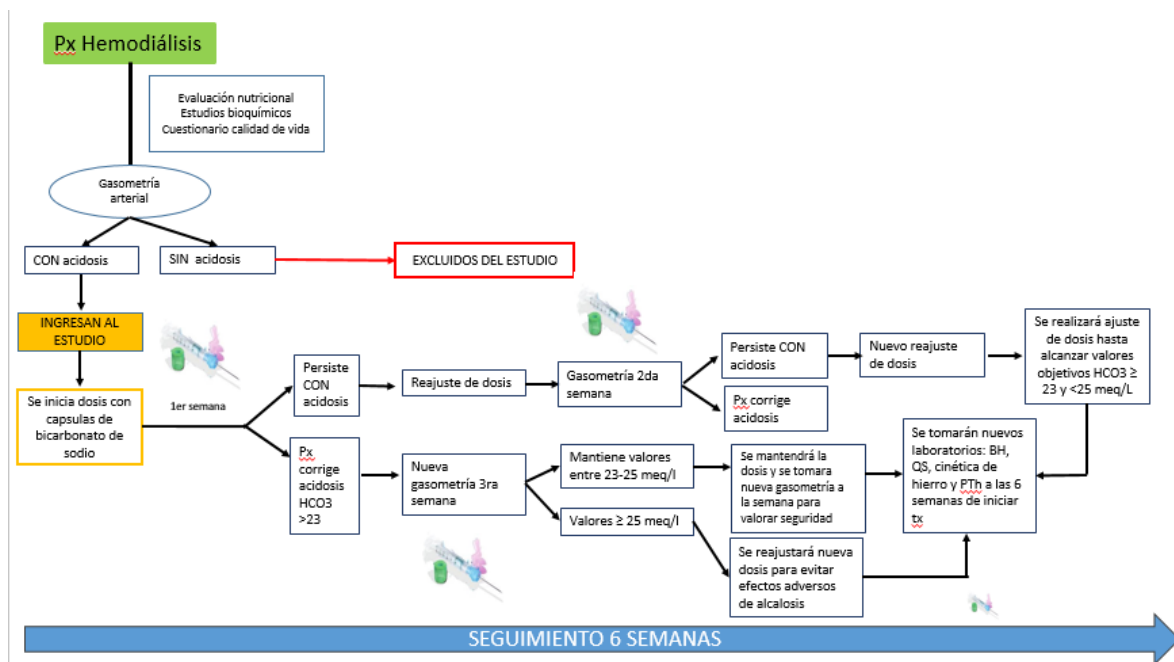 Px Hemodiálisis
Evaluación nutricional
Estudios bioquímicos
Cuestionario calidad de vida
Gasometría
arterial
CON acidosis
SIN acidosis
EXCLUIDOS DEL ESTUDIO
INGRESAN AL
ESTUDIO
Se inicia dosis con
capsulas de
bicarbonato de
sodio
1er semana
Persiste
CON
acidosis
Reajuste de dosis
Gasometría 2da
semana
Persiste CON
acidosis
Nuevo reajuste
de dosis
Se realizará ajuste
de dosis hasta
alcanzar valores
objetivos HCO3 ≥
23 y <25 meq/L
Px corrige
acidosis
Px
corrige
acidosis
HCO3
>23
Nueva
gasometría 3ra
semana
Mantiene valores
entre 23-25 meq/l
Se mantendrá la
dosis y se tomara
nueva gasometría a
la semana para
valorar seguridad
Se tomarán nuevos
laboratorios: BH,
QS, cinética de
hierro y PTh a las 6
semanas de iniciar
tx
Valores ≥ 25 meq/l
Se reajustará nueva
dosis para evitar
efectos adversos
de alcalosis
SEGUIMIENTO 6 SEMANAS